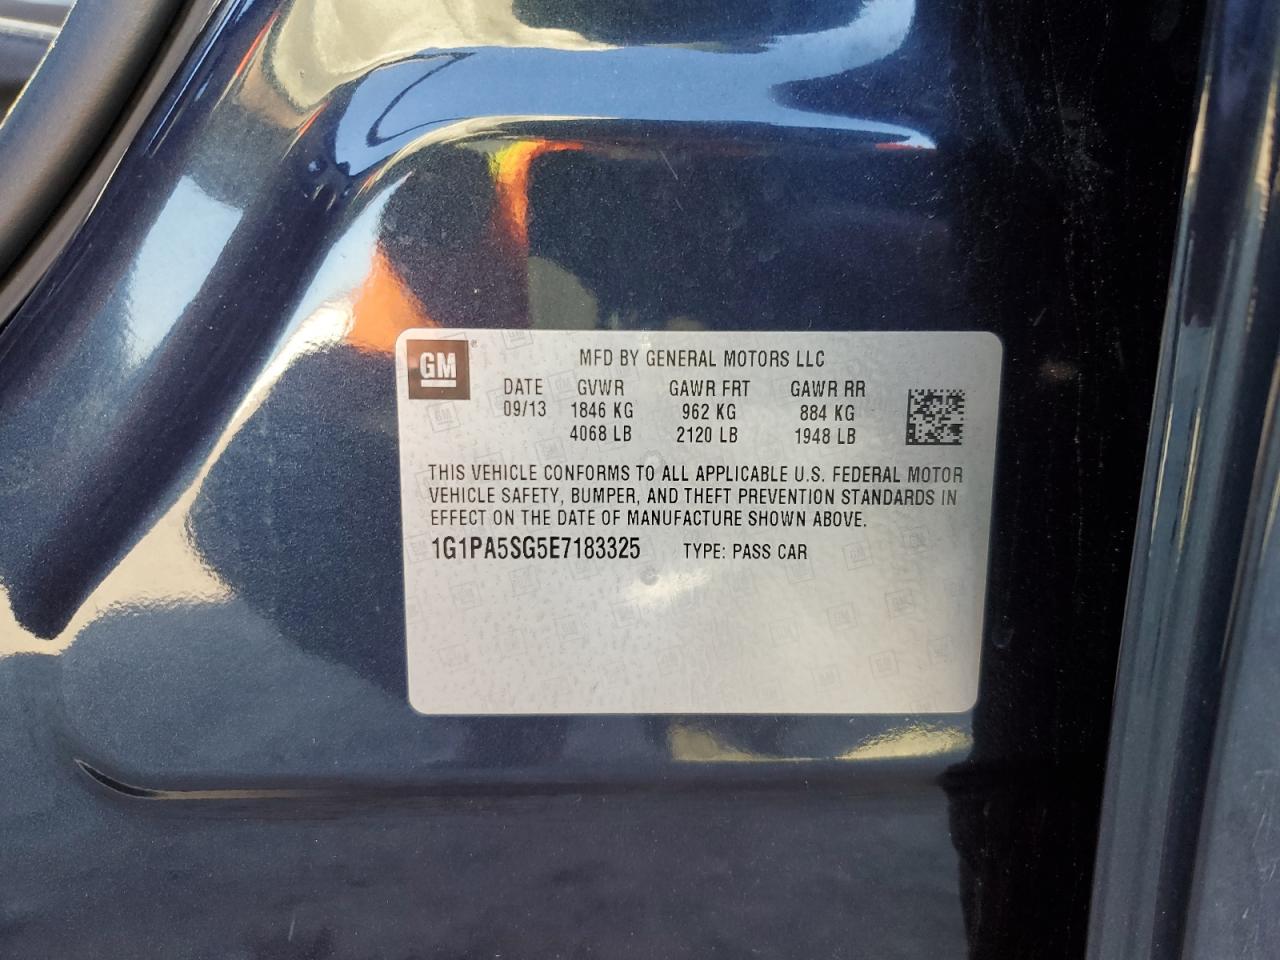 GM
MFD BY GENERAL MOTORS LLC
DATE GVWR GAWR FRT GAWR RR
09/13 1846 KG 962 KG 884 KG
4068 LB 2120 LB 1948 LB
THIS VEHICLE CONFORMS TO ALL APPLICABLE U.S. FEDERAL MOTOR
VEHICLE SAFETY, BUMPER, AND THEFT PREVENTION STANDARDS IN
EFFECT ON THE DATE OF MANUFACTURE SHOWN ABOVE.
1G1PA5SG5E7183325 TYPE: PASS CAR